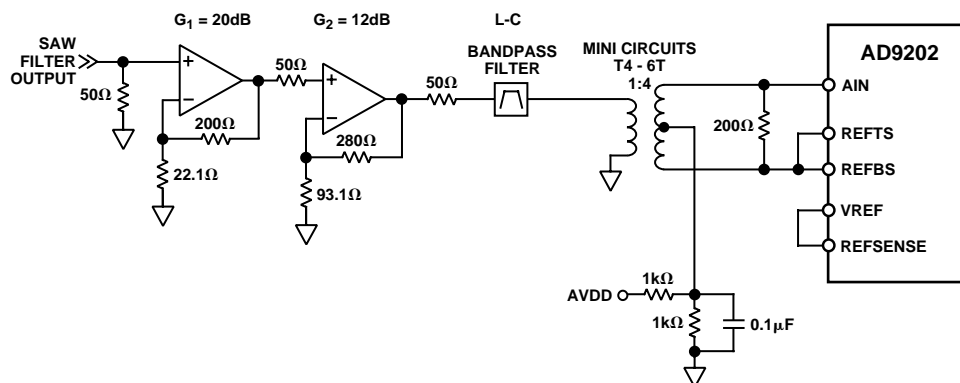 G1 = 20dB
G2 = 12dB
L-C
BANDPASS
FILTER
MINI CIRCUITS
T4 - 6T
1:4
AD9202
SAW
FILTER
OUTPUT
50Ω
+
−
200Ω
22.1Ω
50Ω
+
−
280Ω
93.1Ω
50Ω
200Ω
AIN
REFTS
REFBS
VREF
REFSENSE
AVDD
1kΩ
1kΩ
0.1μF